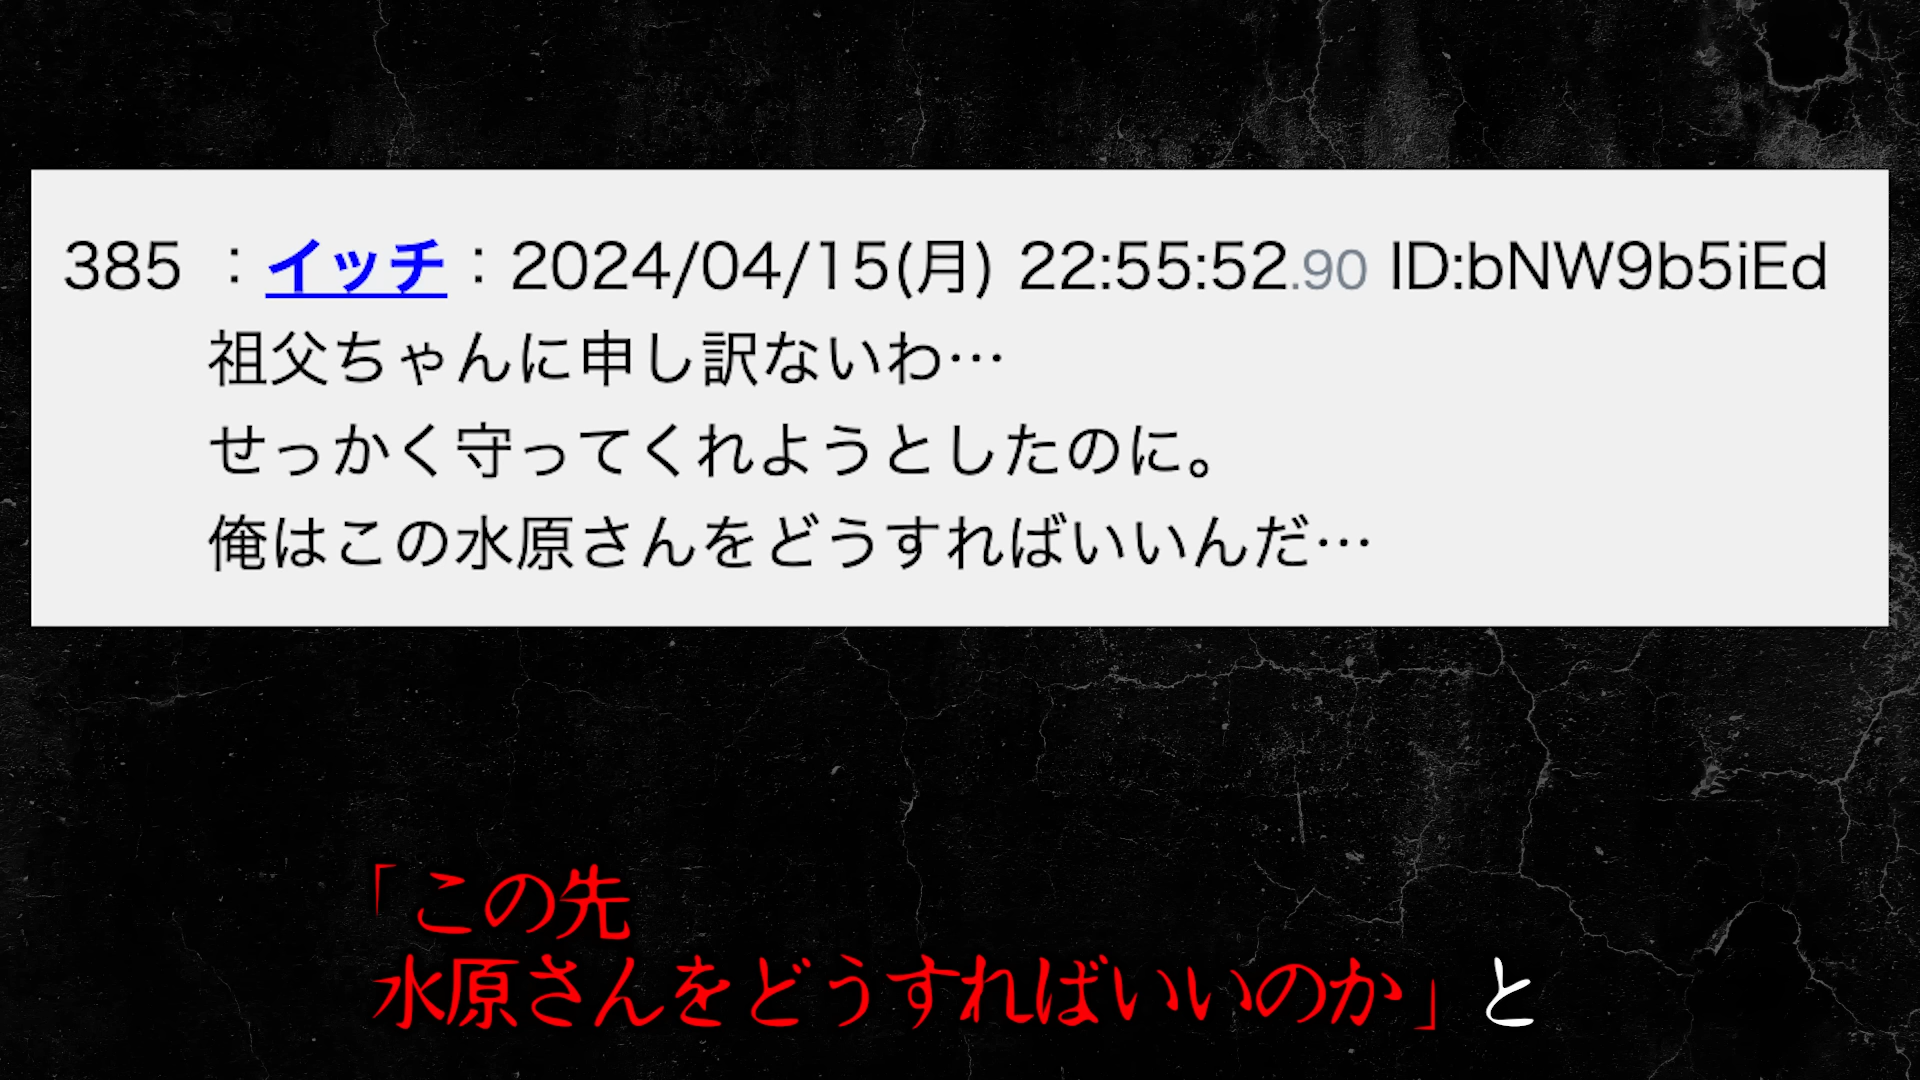 385 ：イッチ：2024/04/15(月) 22:55:52.90 ID:bNW9b5iEd
祖父ちゃんに申し訳ないわ…
せっかく守ってくれようとしたのに。
俺はこの水原さんをどうすればいいんだ…
「この先
水原さんをどうすればいいのか」と